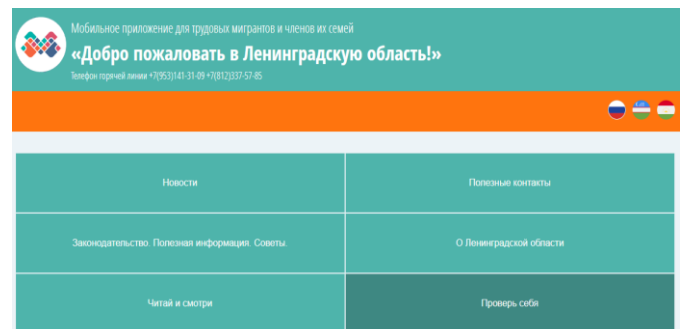 Мобильное приложение для трудовых мигрантов и членов их семей
«Добро пожаловать в Ленинградскую область!»
Телефон горячей линии +7(953)141-31-09 +7(812)337-57-85
Новости
Полезные контакты
Законодательство. Полезная информация. Советы.
О Ленинградской области
Читай и смотри
Проверь себя